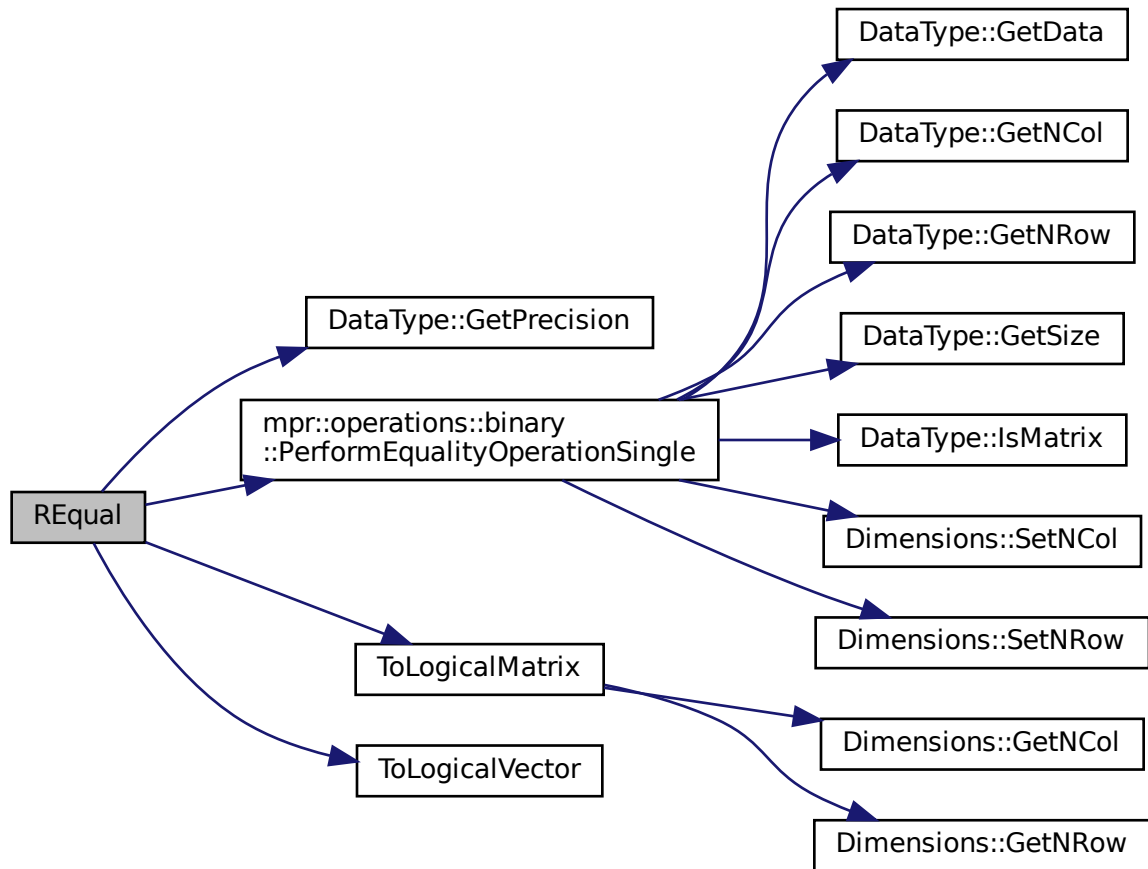 REqual
DataType::GetPrecision
mpr::operations::binary
::PerformEqualityOperationSingle
ToLogicalMatrix
ToLogicalVector
DataType::GetData
DataType::GetNCol
DataType::GetNRow
DataType::GetSize
DataType::IsMatrix
Dimensions::SetNCol
Dimensions::SetNRow
Dimensions::GetNCol
Dimensions::GetNRow